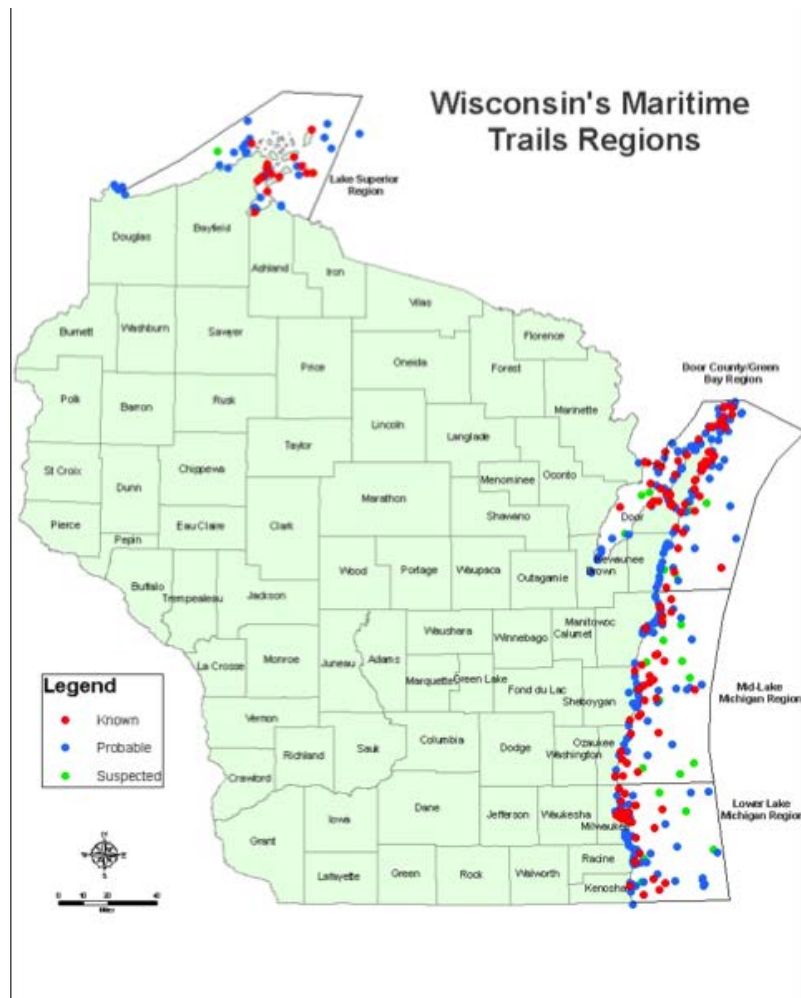 Wisconsin's Maritime
Trails Regions
Lake Superior
Region
Douglas
Bayfield
Ashland
Iron
Vilas
Burnett
Washburn
Sawyer
Florence
Price
Oneida
Forest
Door County/Green
Bay Region
Polk
Barron
Rusk
Marinette
Lincoln
Langlade
Taylor
St Croix
Chippewa
Menominee
Oconto
Dunn
Marathon
Door
Pierce
Eau Claire
Clark
Shawano
Pepin
Kewaunee
Brown
Wood
Portage
Waupaca
Outagamie
Buffalo
Trempealeau
Jackson
Manitowoc
Waushara
Winnebago
Calumet
La Crosse
Monroe
Juneau
Adams
Marquette
Green Lake
Fond du Lac
Sheboygan
Mid-Lake
Michigan Region
Legend
Known
Probable
Suspected
Vernon
Richland
Sauk
Columbia
Dodge
Ozaukee
Washington
Crawford
Lower Lake
Michigan Region
Grant
Iowa
Dane
Jefferson
Waukesha
Milwaukee
Racine
Lafayette
Green
Rock
Walworth
Kenosha
N
W
E
S
0 10 20 40
Miles